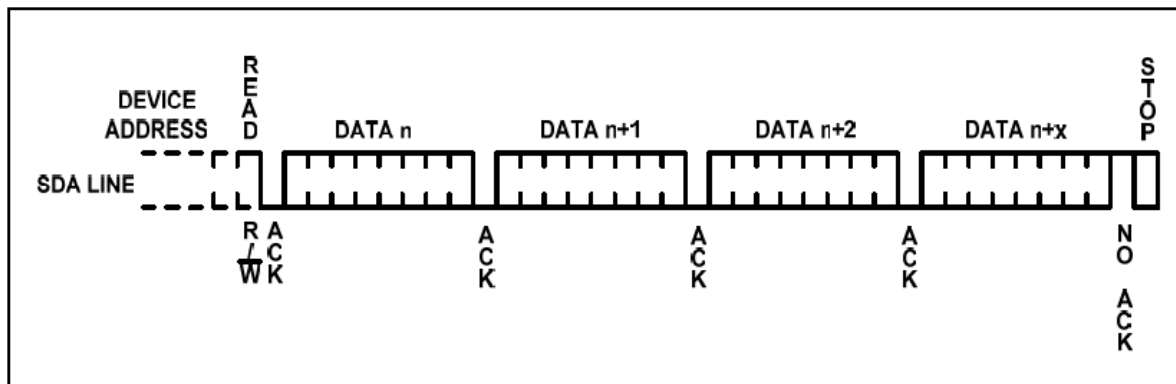 READ
STOP
DEVICE
ADDRESS
DATA n
DATA n+1
DATA n+2
DATA n+x
SDA LINE
R/W
ACK
ACK
ACK
ACK
NO ACK